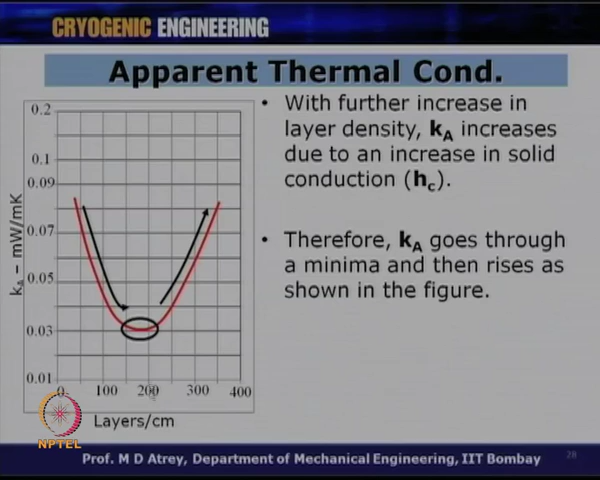 CRYOGENIC ENGINEERING
Apparent Thermal Cond.
0.2
0.1
0.09
0.07
0.05
0.03
0.01
0
100
200
300
400
kA – mW/mK
Layers/cm
• With further increase in
layer density, kA increases
due to an increase in solid
conduction (hc).
• Therefore, kA goes through
a minima and then rises as
shown in the figure.
NPTEL
Prof. M D Atrey, Department of Mechanical Engineering, IIT Bombay
28